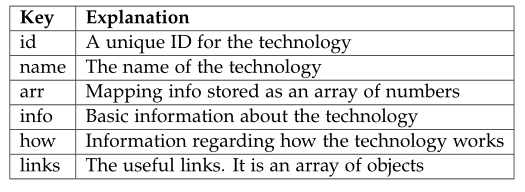 Key Explanation
id A unique ID for the technology
name The name of the technology
arr Mapping info stored as an array of numbers
info Basic information about the technology
how Information regarding how the technology works
links The useful links. It is an array of objects